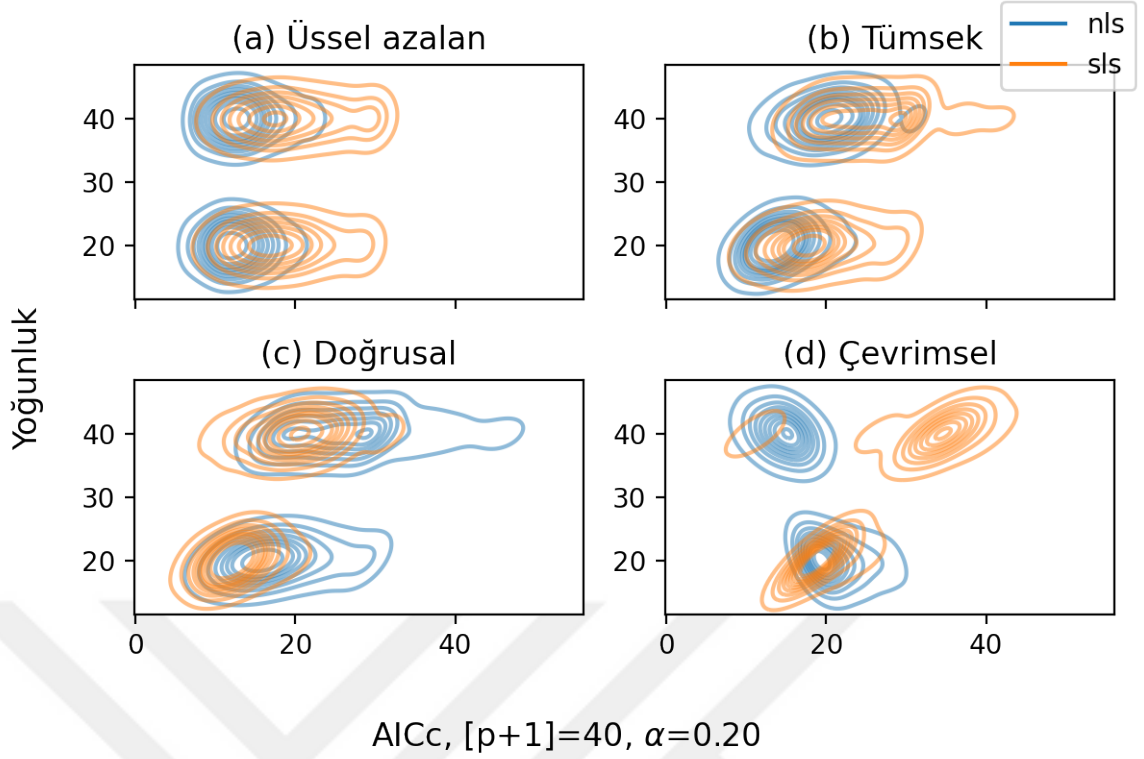 nls
sls
(a) Üssel azalan
(b) Tümsek
40
30
20
40
30
20
Yoğunluk
(c) Doğrusal
(d) Çevrimsel
40
30
20
40
30
20
0 20 40
0 20 40
AICc, [p+1]=40, α=0.20